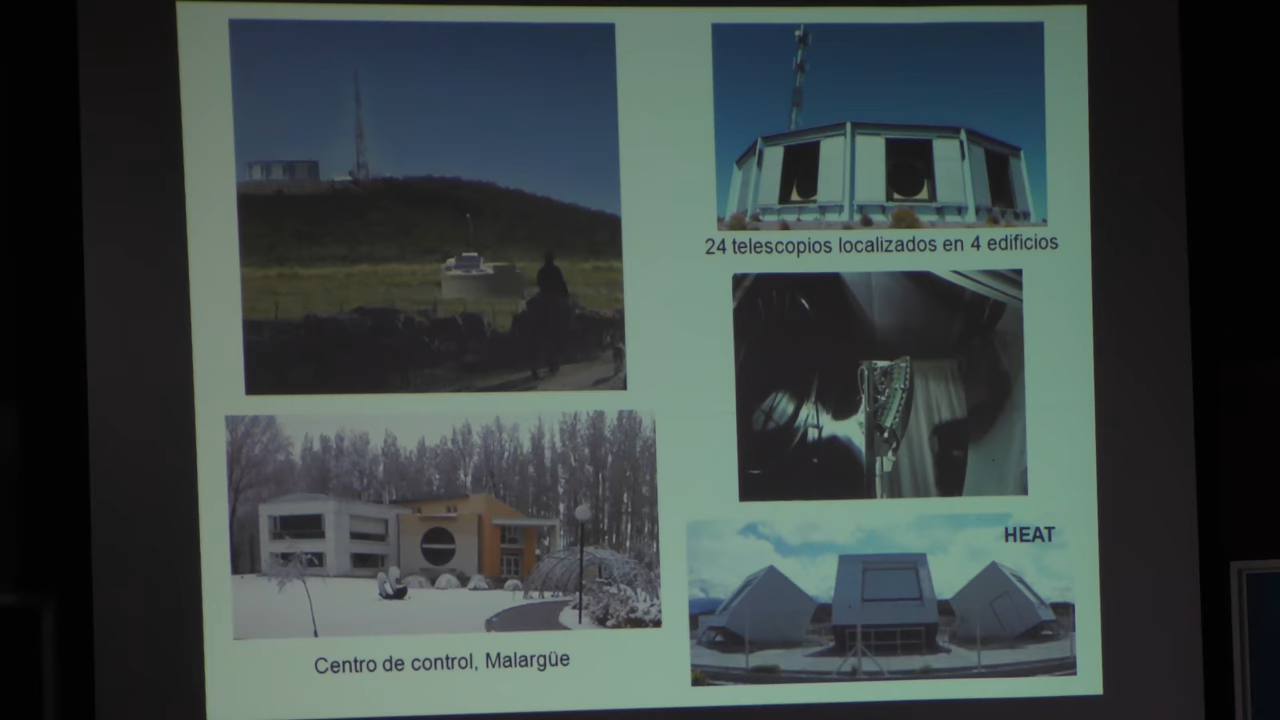 24 telescopios localizados en 4 edificios
HEAT
Centro de control, Malargüe